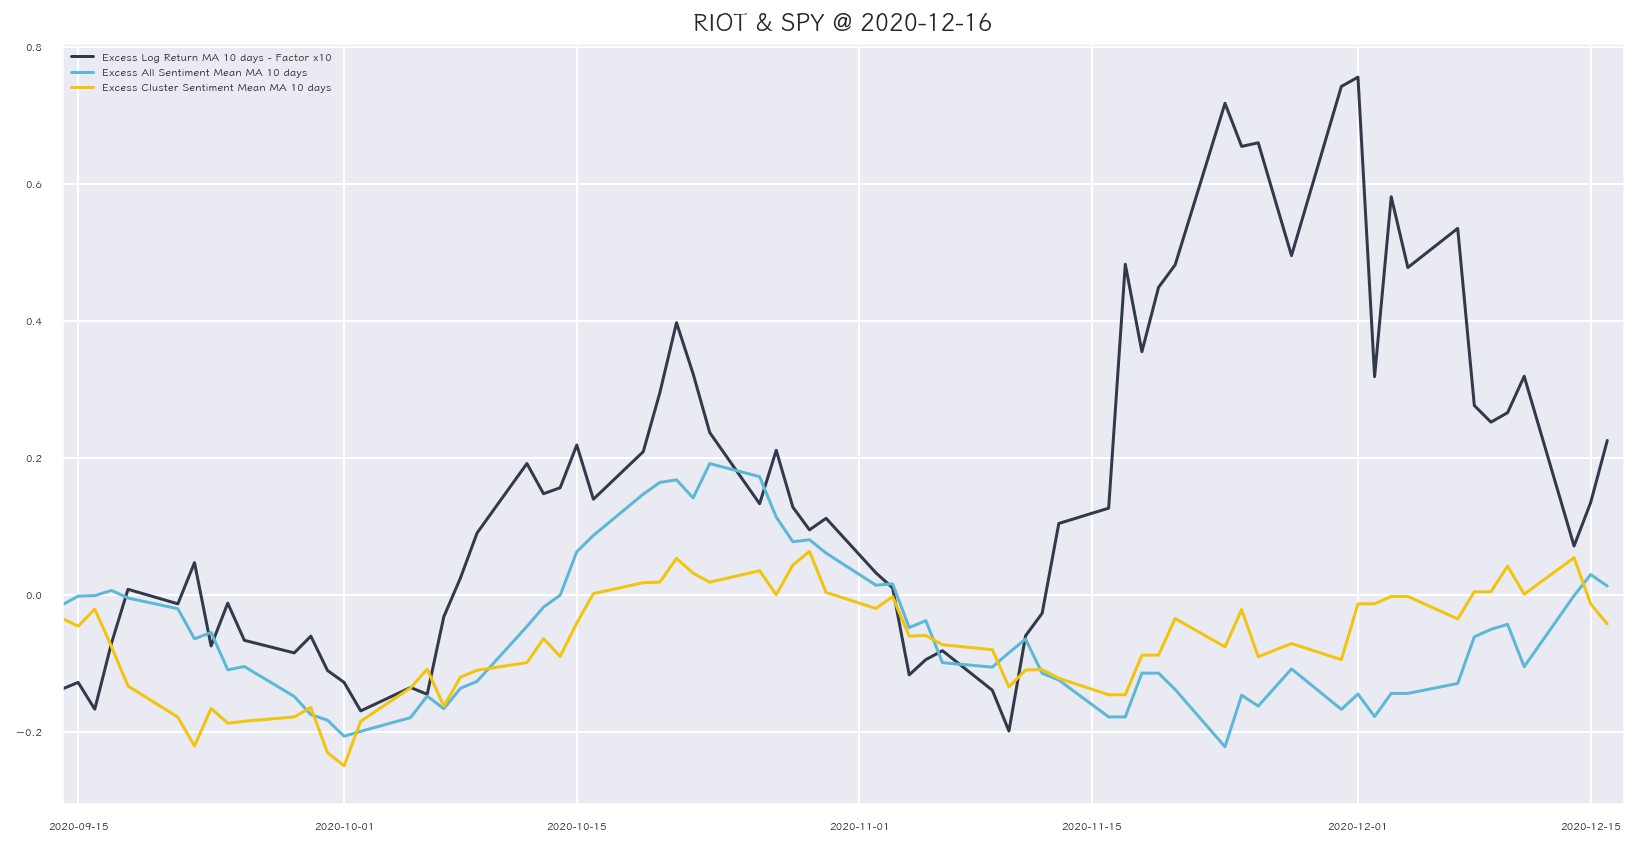 RIOT & SPY @ 2020-12-16
Excess Log Return MA 10 days - Factor x10
Excess All Sentiment Mean MA 10 days
Excess Cluster Sentiment Mean MA 10 days
0.8
0.6
0.4
0.2
0.0
−0.2
2020-09-15 2020-10-01 2020-10-15 2020-11-01 2020-11-15 2020-12-01 2020-12-15